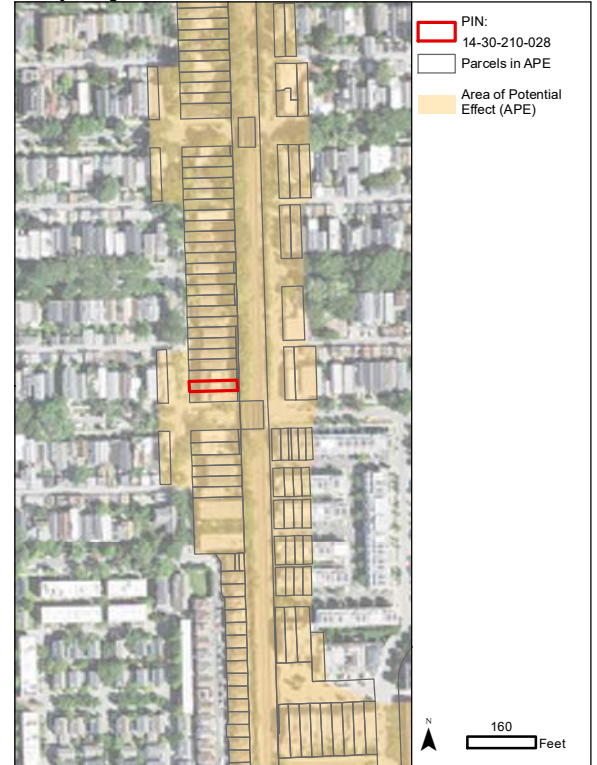 PIN:
14-30-210-028
Parcels in APE
Area of Potential
Effect (APE)
N
160
Feet